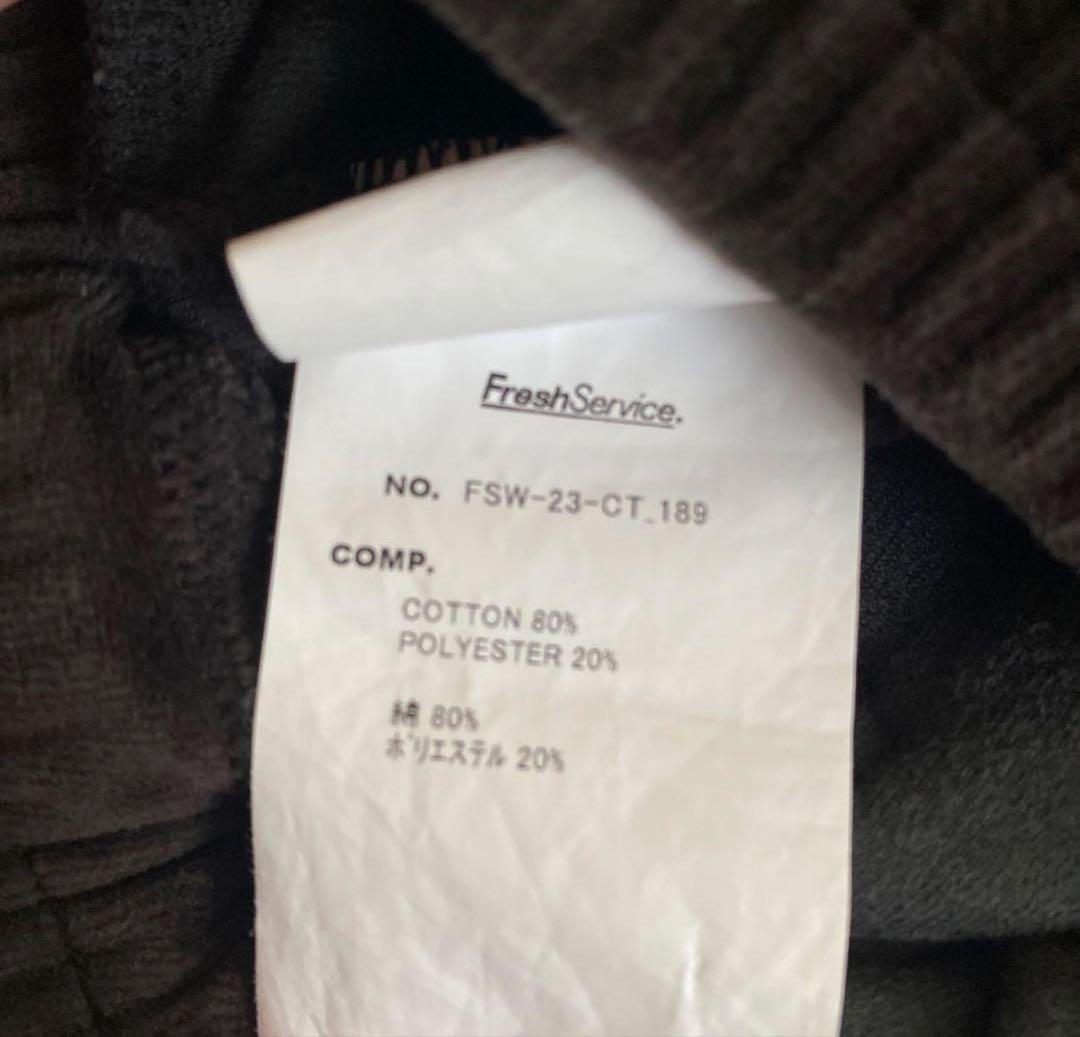 FreshService.
NO. FSW-23-CT_189
COMP.
COTTON 80%
POLYESTER 20%
綿 80%
ポリエステル 20%